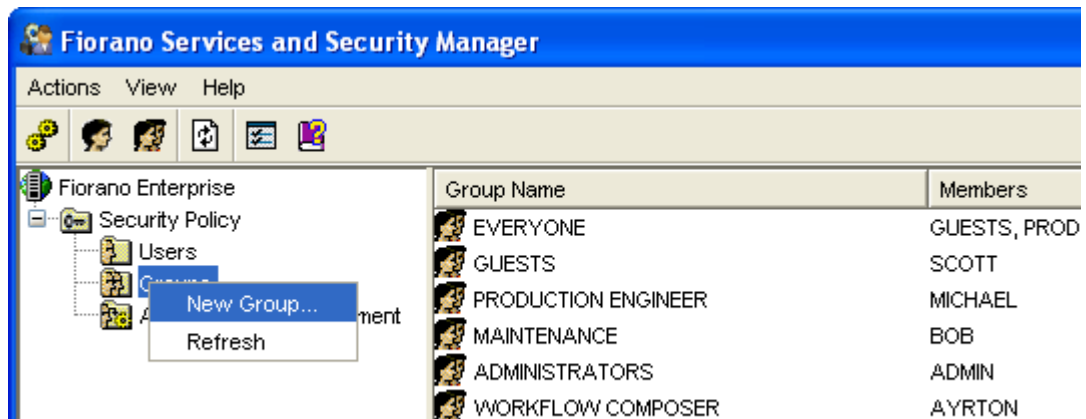 Fiorano Services and Security Manager
Actions View Help
Fiorano Enterprise
Security Policy
Users
New Group...
Refresh
Group Name Members
EVERYONE GUESTS, PROD
GUESTS SCOTT
PRODUCTION ENGINEER MICHAEL
MAINTENANCE BOB
ADMINISTRATORS ADMIN
WORKFLOW COMPOSER AYRTON